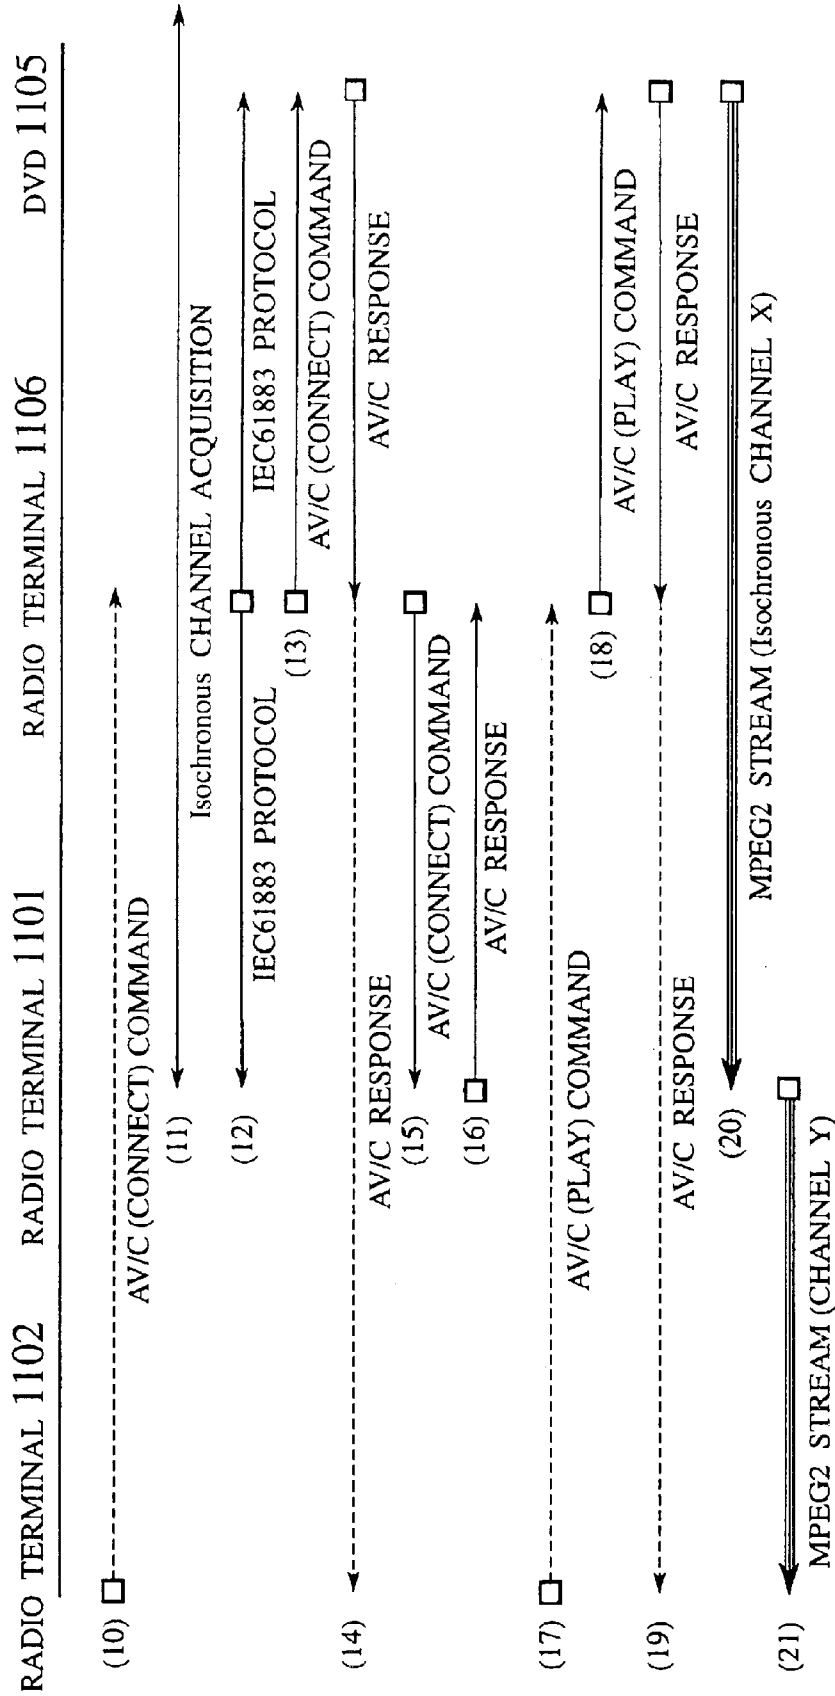 RADIO TERMINAL 1102
RADIO TERMINAL 1101
RADIO TERMINAL 1106
DVD 1105
(10)
AV/C (CONNECT) COMMAND
(11)
Isochronous CHANNEL ACQUISITION
(12)
IEC61883 PROTOCOL
IEC61883 PROTOCOL
(13)
AV/C (CONNECT) COMMAND
(14)
AV/C RESPONSE
AV/C RESPONSE
(15)
AV/C (CONNECT) COMMAND
(16)
AV/C RESPONSE
(17)
AV/C (PLAY) COMMAND
(18)
AV/C (PLAY) COMMAND
(19)
AV/C RESPONSE
AV/C RESPONSE
(20)
MPEG2 STREAM (Isochronous CHANNEL X)
(21)
MPEG2 STREAM (CHANNEL Y)